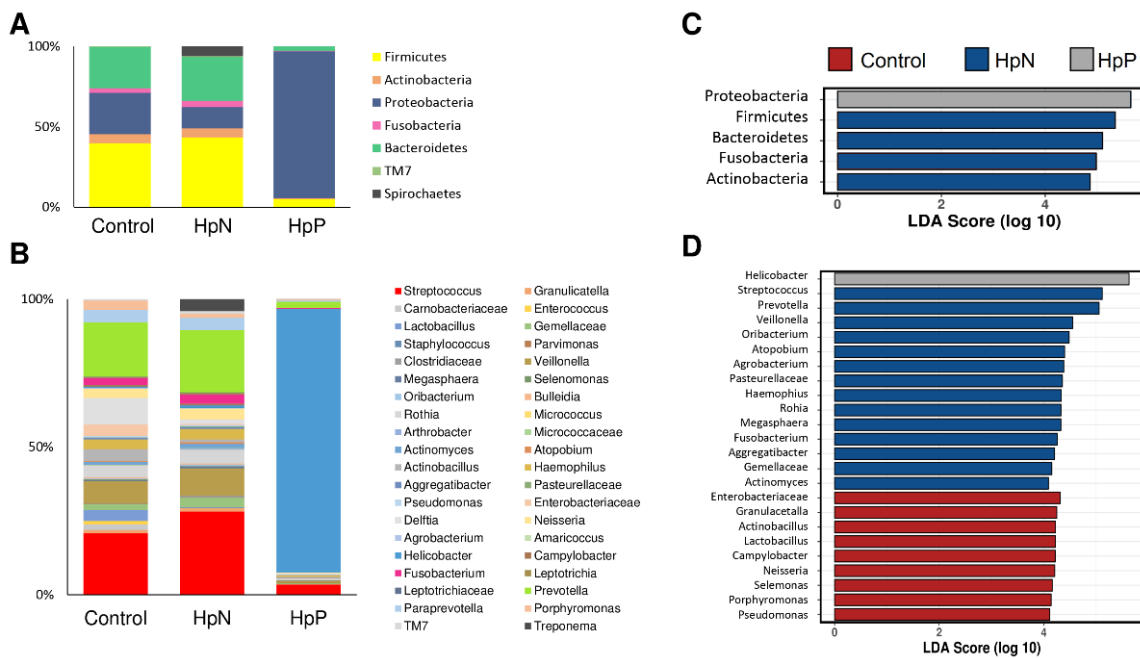 A
100%
50%
0%
Control
HpN
HpP
Firmicutes
Actinobacteria
Proteobacteria
Fusobacteria
Bacteroidetes
TM7
Spirochaetes
B
100%
50%
0%
Control
HpN
HpP
Streptococcus
Granulicatella
Carnobacteriaceae
Enterococcus
Lactobacillus
Gemellaceae
Staphylococcus
Parvimonas
Clostridiaceae
Veillonella
Megasphaera
Selenomonas
Oribacterium
Bulleidia
Rothia
Micrococcus
Arthrobacter
Micrococcaceae
Actinomyces
Atopobium
Actinobacillus
Haemophilus
Aggregatibacter
Pasteurellaceae
Pseudomonas
Enterobacteriaceae
Delftia
Neisseria
Agrobacterium
Amaricoccus
Helicobacter
Campylobacter
Fusobacterium
Leptotrichia
Leptotrichiaceae
Prevotella
Paraprevotella
Porphyromonas
TM7
Treponema
C
Control
HpN
HpP
Proteobacteria
Firmicutes
Bacteroidetes
Fusobacteria
Actinobacteria
0
2
4
LDA Score (log 10)
D
Helicobacter
Streptococcus
Prevotella
Veillonella
Oribacterium
Atopobium
Agrobacterium
Pasteurellaceae
Haemophius
Rohia
Megasphaera
Fusobacterium
Aggregatibacter
Gemellaceae
Actinomyces
Enterobacteriaceae
Granulacetalla
Actinobacillus
Lactobacillus
Campylobacter
Neisseria
Selemonas
Porphyromonas
Pseudomonas
0
2
4
LDA Score (log 10)